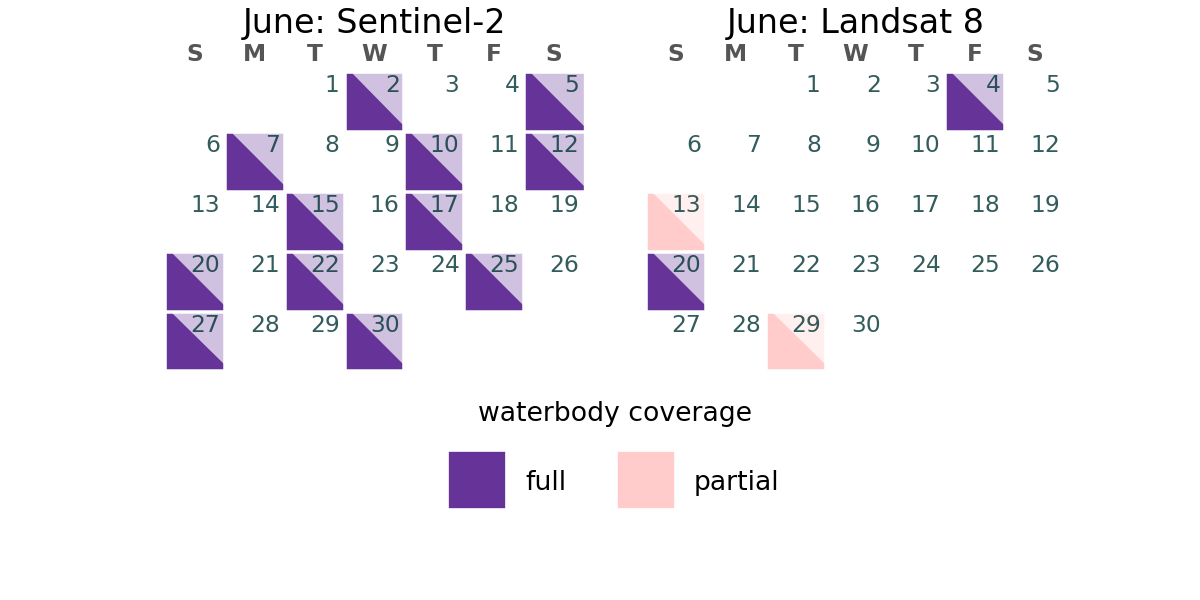 June: Sentinel-2
S M T W T F S
1 2 3 4 5
6 7 8 9 10 11 12
13 14 15 16 17 18 19
20 21 22 23 24 25 26
27 28 29 30
June: Landsat 8
S M T W T F S
1 2 3 4 5
6 7 8 9 10 11 12
13 14 15 16 17 18 19
20 21 22 23 24 25 26
27 28 29 30
waterbody coverage
full partial